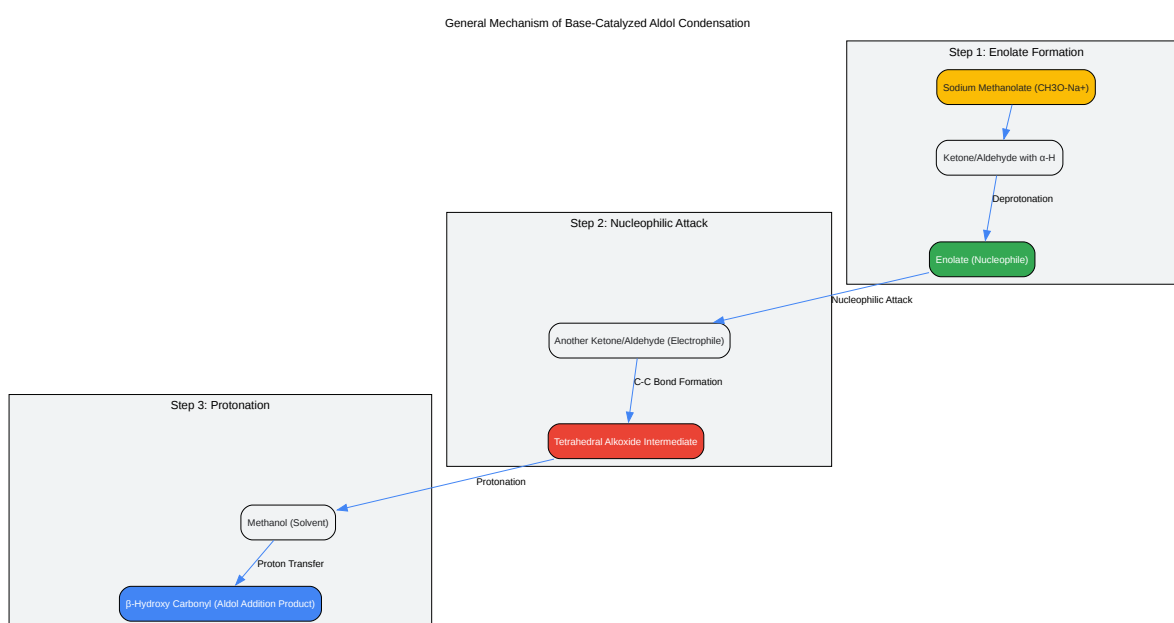 General Mechanism of Base-Catalyzed Aldol Condensation
Step 1: Enolate Formation
Sodium Methanolate (CH3O-Na+)
Ketone/Aldehyde with α-H
Deprotonation
Enolate (Nucleophile)
Nucleophilic Attack
Step 2: Nucleophilic Attack
Another Ketone/Aldehyde (Electrophile)
C-C Bond Formation
Tetrahedral Alkoxide Intermediate
Protonation
Step 3: Protonation
Methanol (Solvent)
Proton Transfer
β-Hydroxy Carbonyl (Aldol Addition Product)